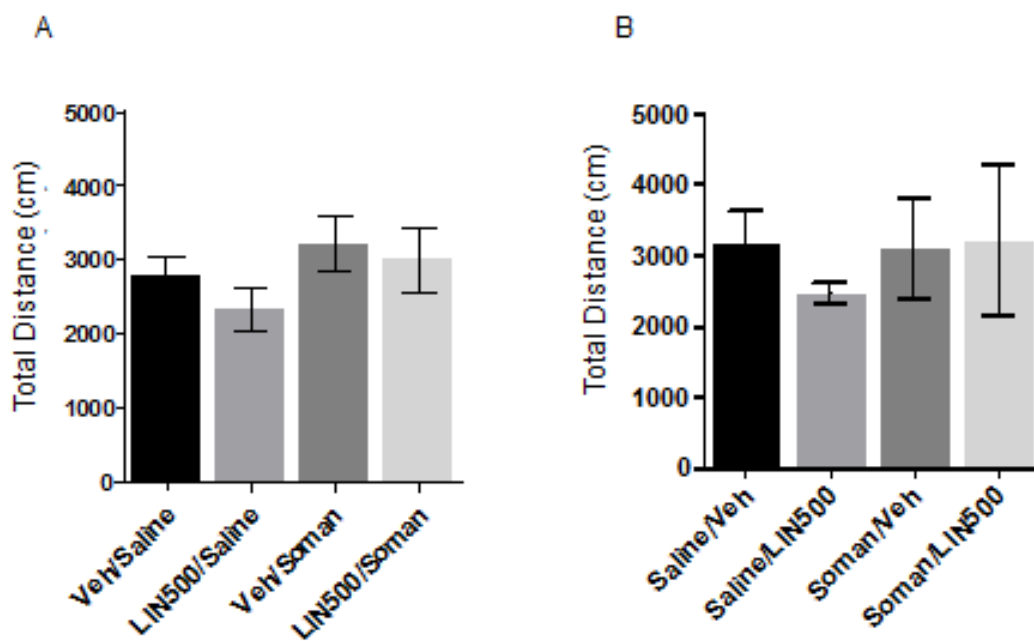 A
B
Total Distance (cm)
5000
4000
3000
2000
1000
0
Veh/Saline
LIN500/Saline
Veh/Soman
LIN500/Soman
Total Distance (cm)
5000
4000
3000
2000
1000
0
Saline/Veh
Saline/LIN500
Soman/Veh
Soman/LIN500